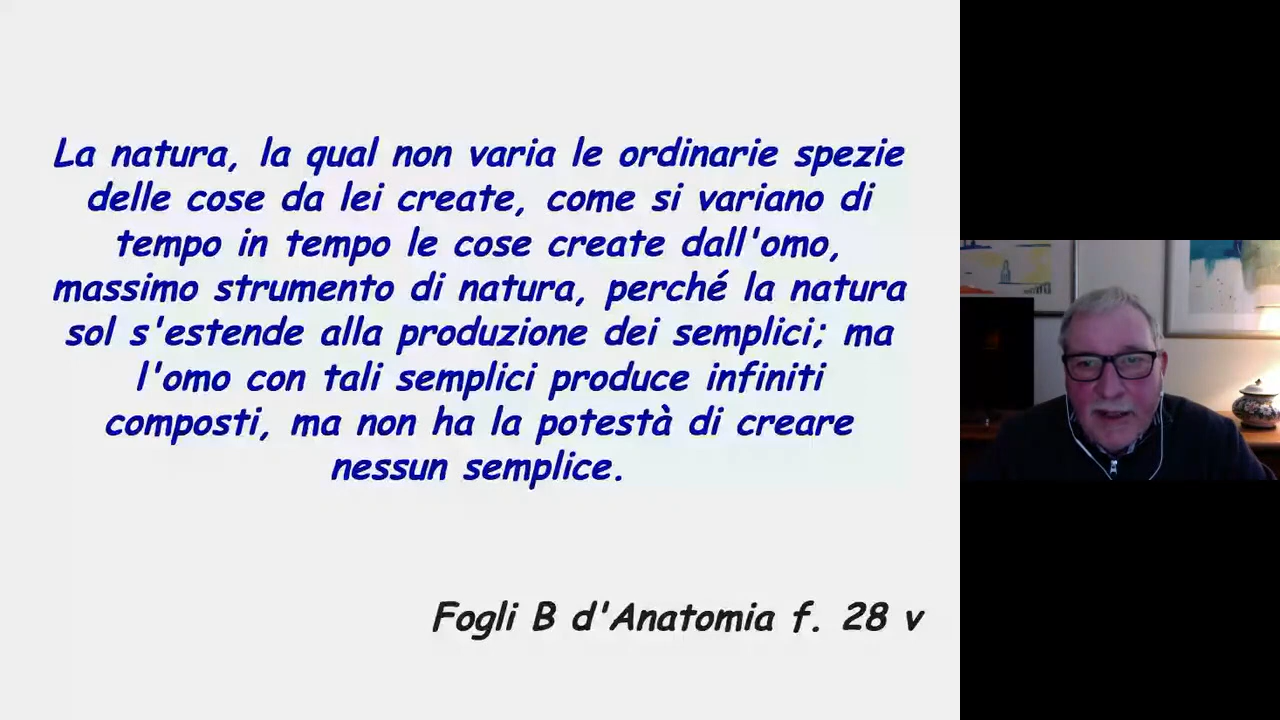 La natura, la qual non varia le ordinarie spezie
delle cose da lei create, come si variano di
tempo in tempo le cose create dall'omo,
massimo strumento di natura, perché la natura
sol s'estende alla produzione dei semplici; ma
l'omo con tali semplici produce infiniti
composti, ma non ha la potestà di creare
nessun semplice.
Fogli B d'Anatomia f. 28 v